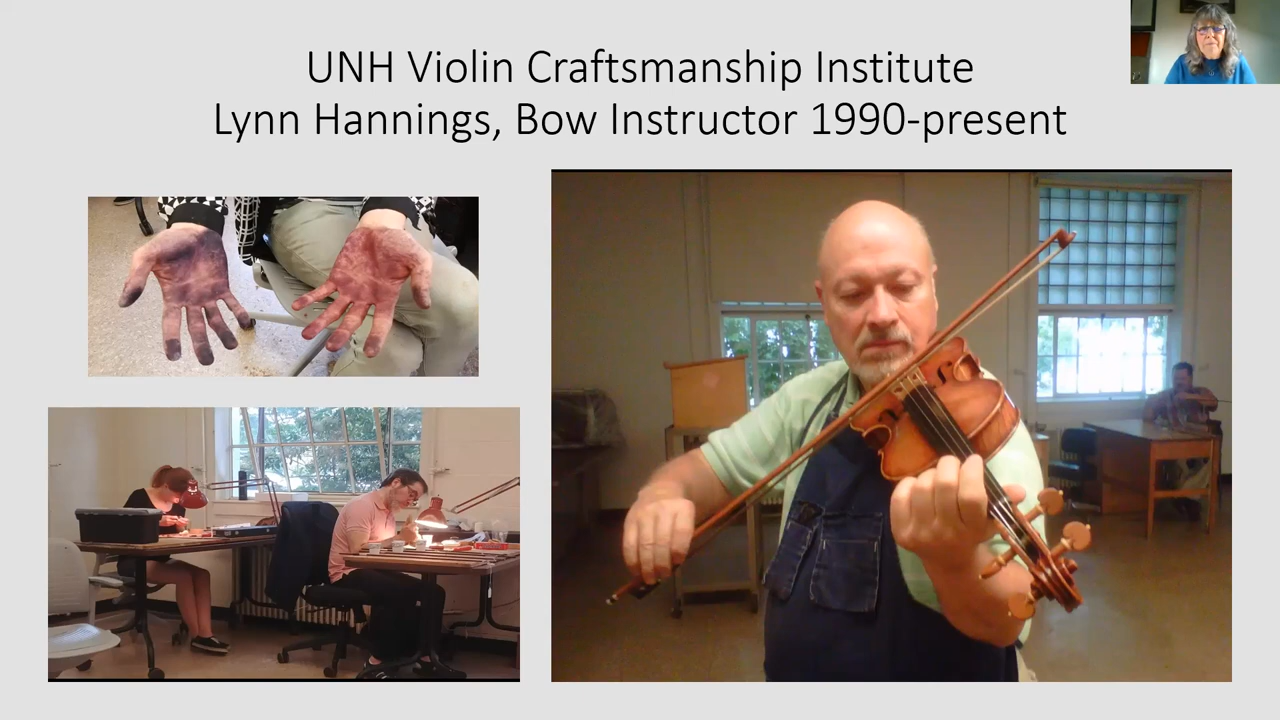 UNH Violin Craftsmanship Institute
Lynn Hannings, Bow Instructor 1990-present